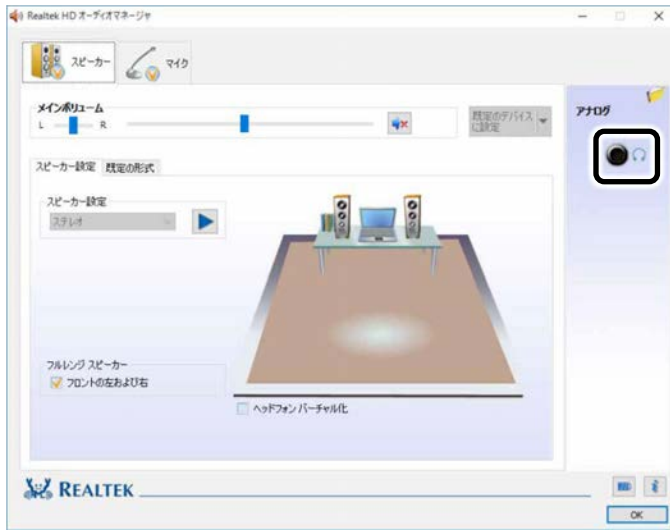 Realtek HD オーディオマネージャ
スピーカー
マイク
メインボリューム
L
R
既定のデバイス
に設定
アナログ
スピーカー設定
既定の形式
スピーカー設定
ステレオ
フルレンジ スピーカー
フロントの左および右
ヘッドフォン バーチャル化
REALTEK
OK